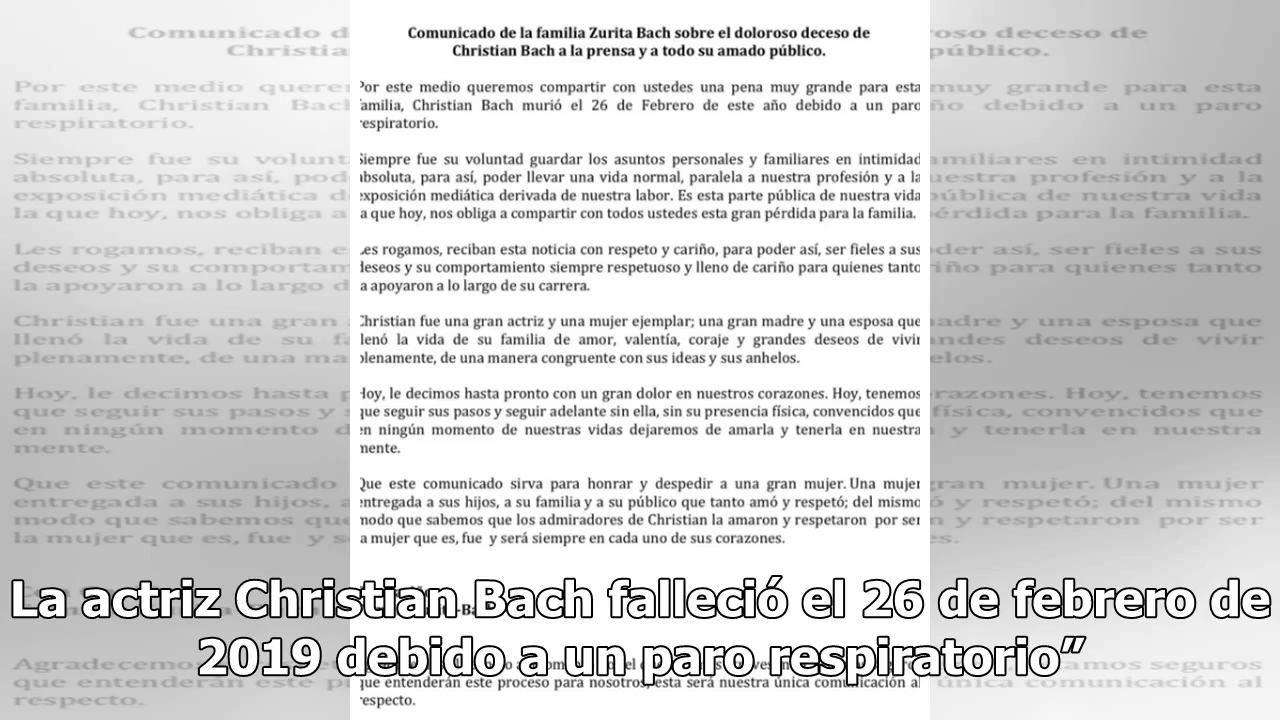 Comunicado de la familia Zurita Bach sobre el doloroso deceso de
Christian Bach a la prensa y a todo su amado público.
Por este medio queremos compartir con ustedes una pena muy grande para esta
familia, Christian Bach murió el 26 de Febrero de este año debido a un paro
respiratorio.
Siempre fue su voluntad guardar los asuntos personales y familiares en intimidad
absoluta, para así, poder llevar una vida normal, paralela a nuestra profesión y a la
exposición mediática derivada de nuestra labor. Es esta parte pública de nuestra vida
la que hoy, nos obliga a compartir con todos ustedes esta gran pérdida para la familia.
Les rogamos, reciban esta noticia con respeto y cariño, para poder así, ser fieles a sus
deseos y su comportamiento siempre respetuoso y lleno de cariño para quienes tanto
la apoyaron a lo largo de su carrera.
Christian fue una gran actriz y una mujer ejemplar; una gran madre y una esposa que
llenó la vida de su familia de amor, valentía, coraje y grandes deseos de vivir
plenamente, de una manera congruente con sus ideas y sus anhelos.
Hoy, le decimos hasta pronto con un gran dolor en nuestros corazones. Hoy, tenemos
que seguir sus pasos y seguir adelante sin ella, sin su presencia física, convencidos que
en ningún momento de nuestras vidas dejaremos de amarla y tenerla en nuestra
mente.
Que este comunicado sirva para honrar y despedir a una gran mujer. Una mujer
entregada a sus hijos, a su familia y a su público que tanto amó y respetó; del mismo
modo que sabemos que los admiradores de Christian la amaron y respetaron por ser
la mujer que es, fue y será siempre en cada uno de sus corazones.
La actriz Christian Bach falleció el 26 de febrero de
2019 debido a un paro respiratorio”
que entenderán este proceso para nosotros, esta será nuestra única comunicación al
respecto.